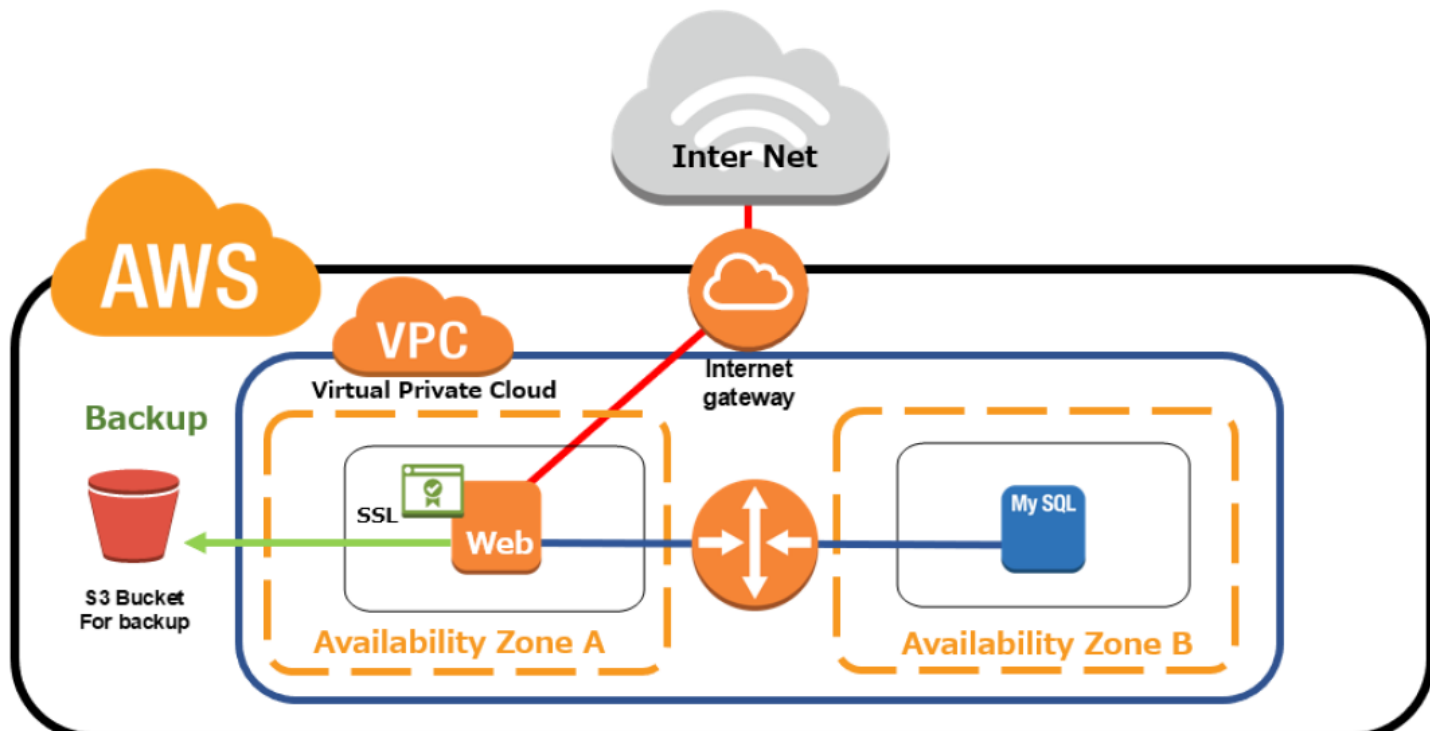 Inter Net
AWS
VPC
Virtual Private Cloud
Internet
gateway
Backup
SSL
Web
My SQL
S3 Bucket
For backup
Availability Zone A
Availability Zone B